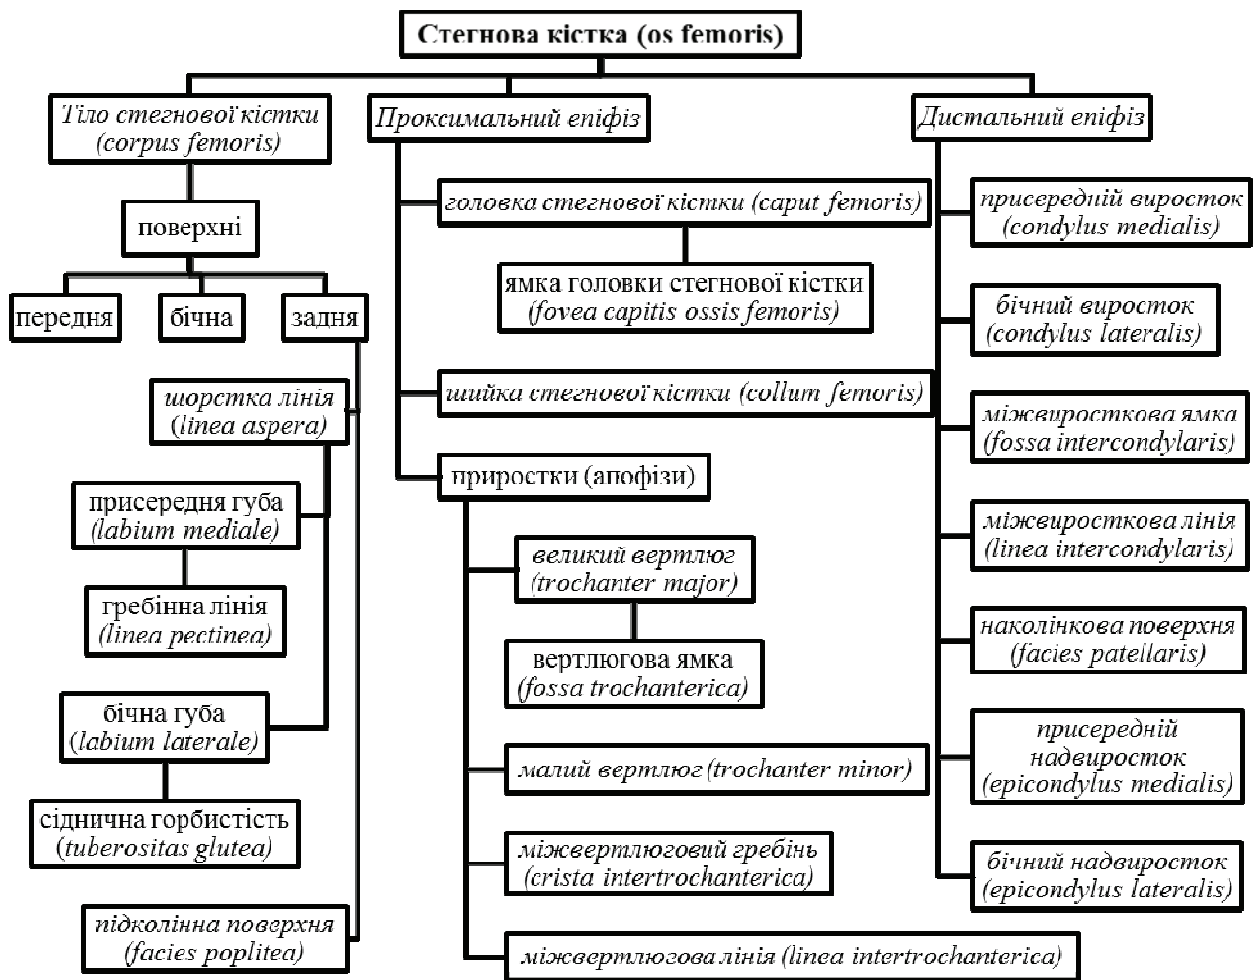 Стегнова кістка (os femoris)
Тіло стегнової кістки
(corpus femoris)
поверхні
передня
бічна
задня
шорстка лінія
(linea aspera)
присередня губа
(labium mediale)
гребінна лінія
(linea pectinea)
бічна губа
(labium laterale)
сіднична горбистість
(tuberositas glutea)
підколінна поверхня
(facies poplitea)
Проксимальний епіфіз
головка стегнової кістки (caput femoris)
ямка головки стегнової кістки
(fovea capitis ossis femoris)
шийка стегнової кістки (collum femoris)
приростки (апофізи)
великий вертлюг
(trochanter major)
вертлюгова ямка
(fossa trochanterica)
малий вертлюг (trochanter minor)
міжвертлюговий гребінь
(crista intertrochanterica)
міжвертлюгова лінія (linea intertrochanterica)
Дистальний епіфіз
присередній виросток
(condylus medialis)
бічний виросток
(condylus lateralis)
міжвиросткова ямка
(fossa intercondylaris)
міжвиросткова лінія
(linea intercondylaris)
наколінкова поверхня
(facies patellaris)
присередній
надвиросток
(epicondylus medialis)
бічний надвиросток
(epicondylus lateralis)